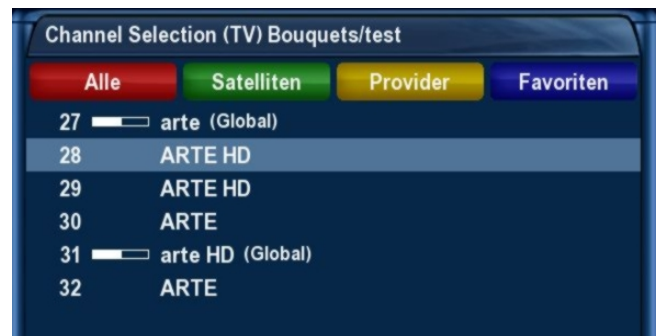 Channel Selection (TV) Bouquets/test
Alle Satelliten Provider Favoriten
27 arte (Global)
28 ARTE HD
29 ARTE HD
30 ARTE
31 arte HD (Global)
32 ARTE